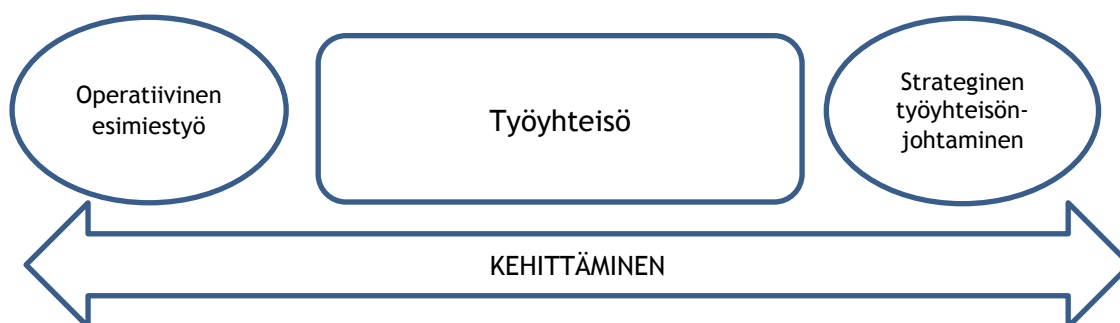 Operatiivinen
esimiestyö
Työyhteisö
Strateginen
työyhteisön-
johtaminen
KEHITTÄMINEN